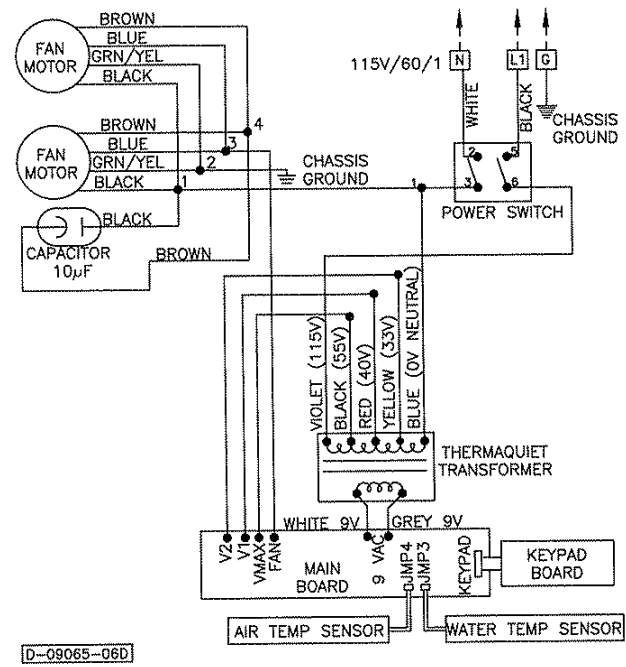 BROWN
BLUE
GRN/YEL
BLACK
FAN
MOTOR
115V/60/1
N
L1
G
WHITE
BLACK
CHASSIS
GROUND
BROWN
4
BLUE
3
GRN/YEL
2
BLACK
1
FAN
MOTOR
CHASSIS
GROUND
1
2
5
3
6
POWER SWITCH
BLACK
CAPACITOR
10µF
BROWN
VIOLET (115V)
BLACK (55V)
RED (40V)
YELLOW (33V)
BLUE (0V NEUTRAL)
THERMAQUIET
TRANSFORMER
WHITE 9V
GREY 9V
V2
V1
VMAX
FAN
MAIN
BOARD
9 VAC
JMP4
JMP3
KEYPAD
KEYPAD
BOARD
AIR TEMP SENSOR
WATER TEMP SENSOR
D-09065-06D